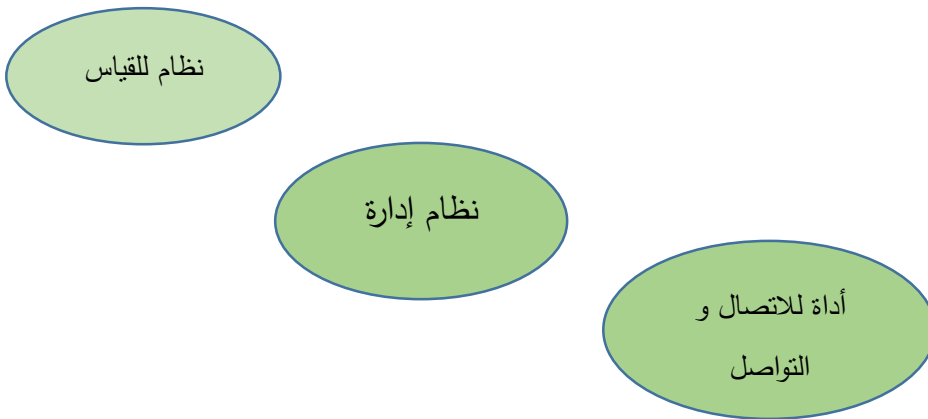 نظام للقياس
نظام إدارة
أداة للاتصال و
التواصل